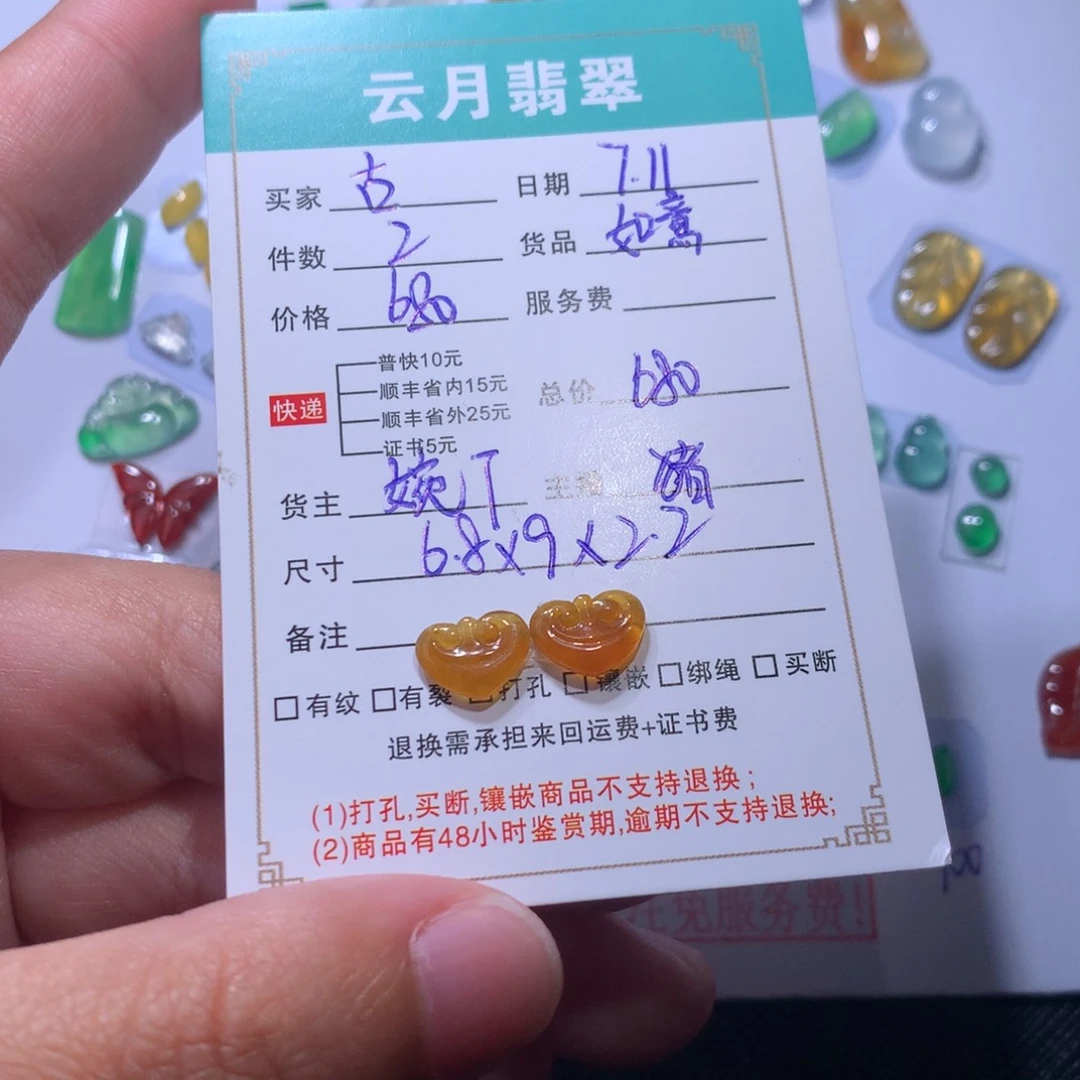 云月翡翠
买家 古 日期 7.11
件数 2 货品 如意
价格 680 服务费
普快10元
顺丰省内15元
快递 总价 680
顺丰省外25元
证书5元
货主 婉丁 主播
尺寸 6.8x9x2.2
备注
□有纹 □有裂 □打孔 □镶嵌 □绑绳 □买断
退换需承担来回运费+证书费
(1)打孔,买断,镶嵌商品不支持退换;
(2)商品有48小时鉴赏期,逾期不支持退换;
免服务费!